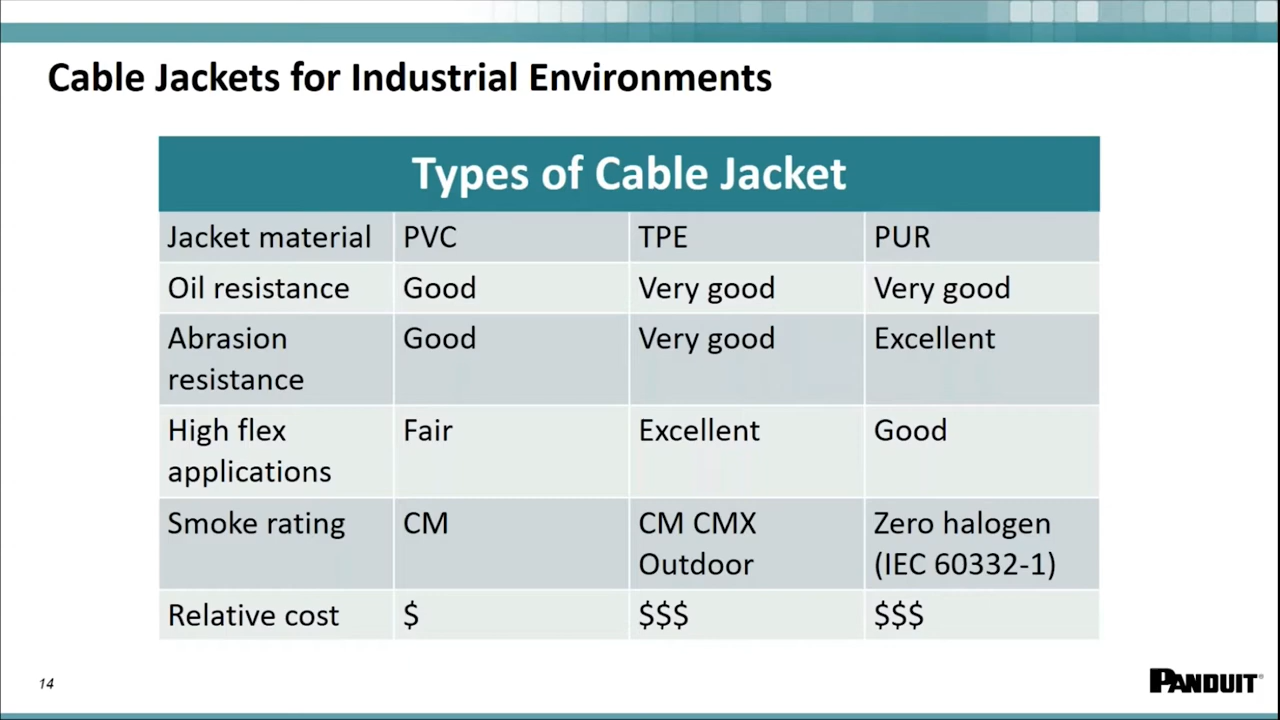 Cable Jackets for Industrial Environments
Types of Cable Jacket
Jacket material PVC TPE PUR
Oil resistance Good Very good Very good
Abrasion resistance Good Very good Excellent
High flex applications Fair Excellent Good
Smoke rating CM CM CMX Outdoor Zero halogen (IEC 60332-1)
Relative cost $ $$$ $$$
14
PANDUIT®